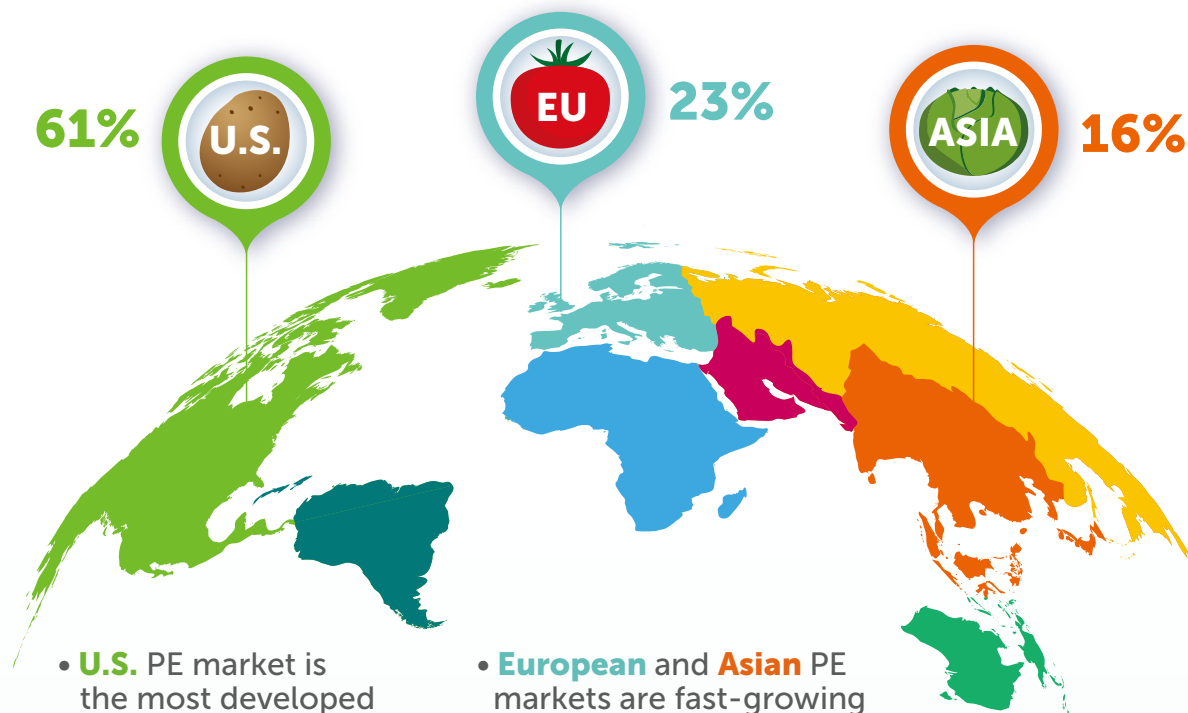 61%
U.S.
EU
23%
ASIA
16%
• U.S. PE market is
the most developed
• European and Asian PE
markets are fast-growing